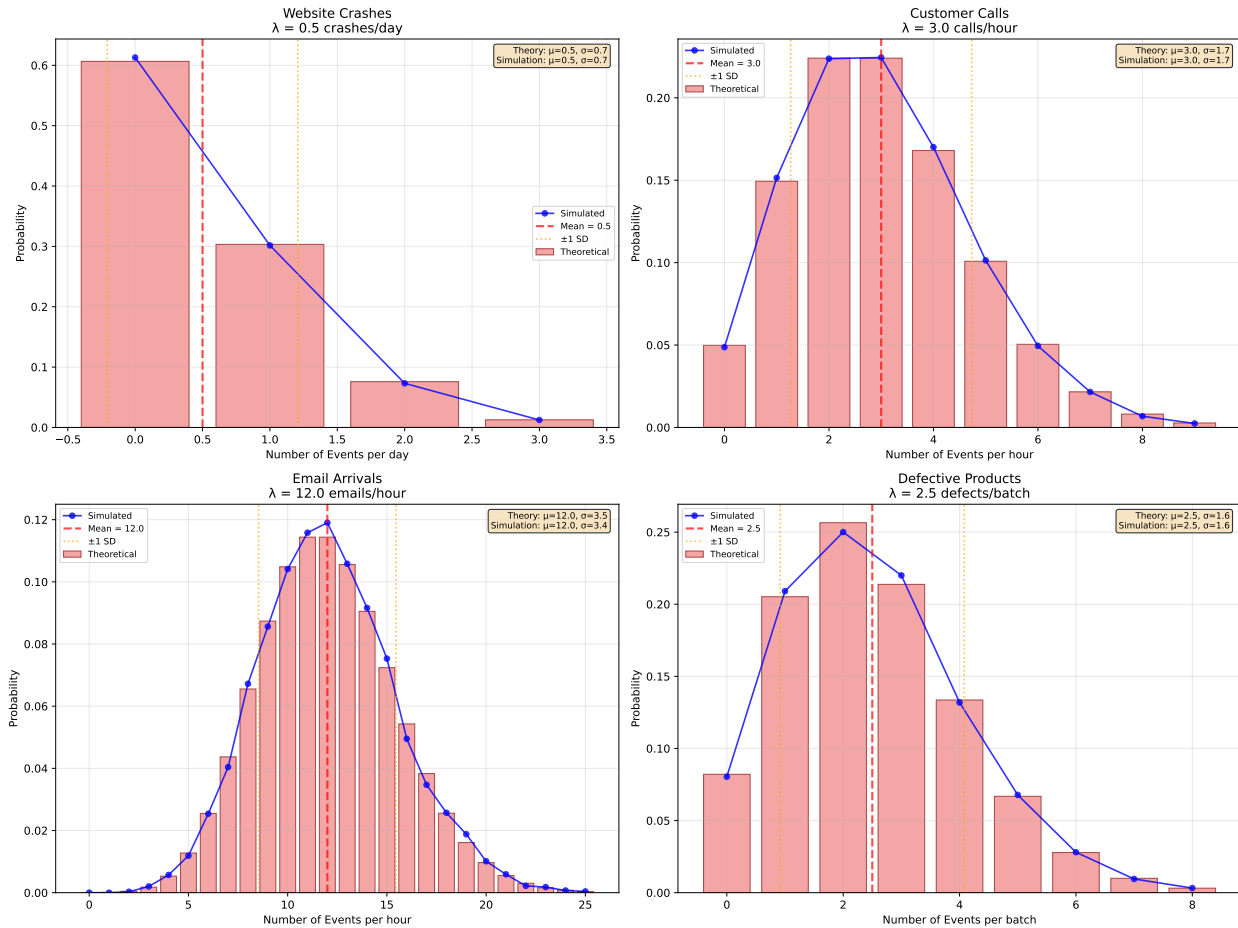 Website Crashes
λ = 0.5 crashes/day
Theory: μ=0.5, σ=0.7
Simulation: μ=0.5, σ=0.7
Simulated
Mean = 0.5
±1 SD
Theoretical
Probability
0.6
0.5
0.4
0.3
0.2
0.1
0.0
−0.5 0.0 0.5 1.0 1.5 2.0 2.5 3.0 3.5
Number of Events per day
Customer Calls
λ = 3.0 calls/hour
Simulated
Mean = 3.0
±1 SD
Theoretical
Theory: μ=3.0, σ=1.7
Simulation: μ=3.0, σ=1.7
Probability
0.20
0.15
0.10
0.05
0.00
0 2 4 6 8
Number of Events per hour
Email Arrivals
λ = 12.0 emails/hour
Simulated
Mean = 12.0
±1 SD
Theoretical
Theory: μ=12.0, σ=3.5
Simulation: μ=12.0, σ=3.4
Probability
0.12
0.10
0.08
0.06
0.04
0.02
0.00
0 5 10 15 20 25
Number of Events per hour
Defective Products
λ = 2.5 defects/batch
Simulated
Mean = 2.5
±1 SD
Theoretical
Theory: μ=2.5, σ=1.6
Simulation: μ=2.5, σ=1.6
Probability
0.25
0.20
0.15
0.10
0.05
0.00
0 2 4 6 8
Number of Events per batch